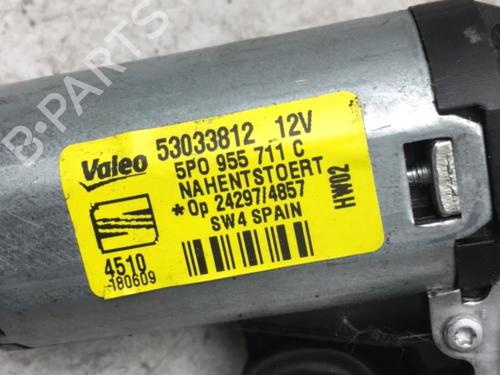 B-PARTS
Valeo 53033812 12V
5P0 955 711 C
NAHENTSTOERT
*Op 24297/4857
SW4 SPAIN
HW02
4510
180609